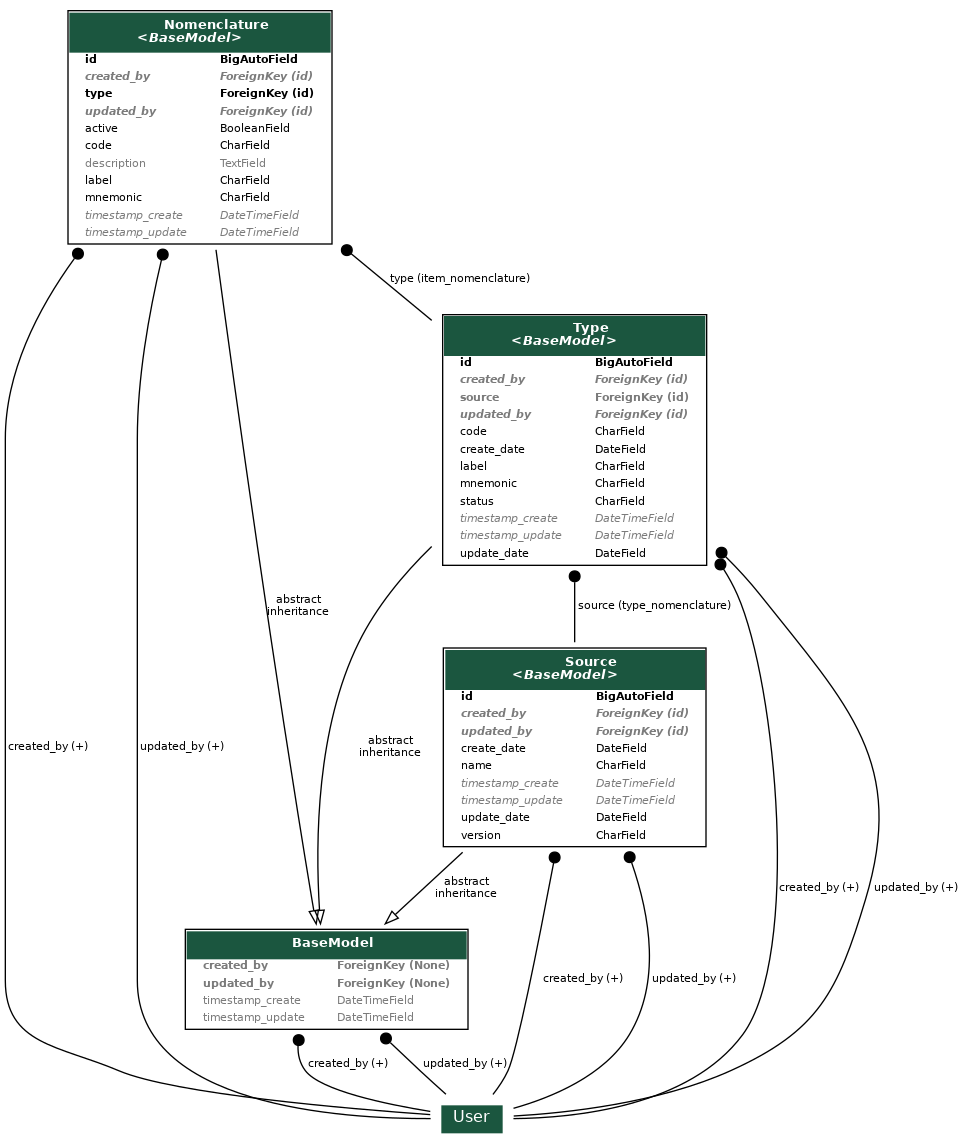 Nomenclature
<BaseModel>
id BigAutoField
created_by ForeignKey (id)
type ForeignKey (id)
updated_by ForeignKey (id)
active BooleanField
code CharField
description TextField
label CharField
mnemonic CharField
timestamp_create DateTimeField
timestamp_update DateTimeField
type (item_nomenclature)
Type
<BaseModel>
id BigAutoField
created_by ForeignKey (id)
source ForeignKey (id)
updated_by ForeignKey (id)
code CharField
create_date DateField
label CharField
mnemonic CharField
status CharField
timestamp_create DateTimeField
timestamp_update DateTimeField
update_date DateField
abstract
inheritance
source (type_nomenclature)
Source
<BaseModel>
id BigAutoField
created_by ForeignKey (id)
updated_by ForeignKey (id)
create_date DateField
name CharField
timestamp_create DateTimeField
timestamp_update DateTimeField
update_date DateField
version CharField
created_by (+)
updated_by (+)
abstract
inheritance
abstract
inheritance
created_by (+)
updated_by (+)
BaseModel
created_by ForeignKey (None)
updated_by ForeignKey (None)
timestamp_create DateTimeField
timestamp_update DateTimeField
created_by (+)
updated_by (+)
created_by (+)
updated_by (+)
User